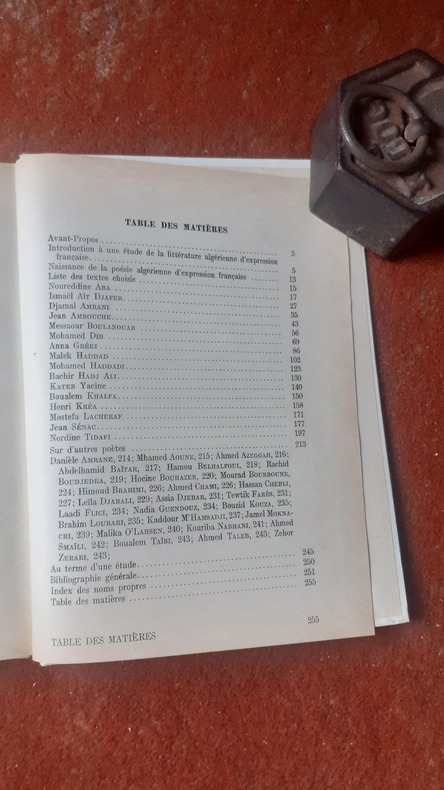 TABLE DES MATIÈRES
Avant-Propos 3
Introduction à une étude de la littérature algérienne d'expression
française 5
Naissance de la poésie algérienne d'expression française 13
Liste des textes choisis 15
Noureddine ABA 17
Ismaël AÏT DJAFER 27
Djamal AMRANI 35
Jean AMROUCHE 43
Messaour BOULANOUAR 56
Mohamed DIB 69
Anna GRÉKI 86
Malek HADDAD 102
Mohamed HADDADI 123
Bachir HADJ ALI 130
KATEB Yacine 140
Boualem KHALFA 150
Henri KRÉA 158
Mostefa LACHERAF 171
Jean SÉNAC 177
Nordine TIDAFI 197
Sur d'autres poètes 213
Danièle AMRANE, 214; Mhamed AOUNE, 215; Ahmed AZEGGAH, 216;
Abdelhamid BAÏTAR, 217; Hamou BELHALFOUI, 218; Rachid
BOUDJEDRA, 219; Hocine BOUHAZER, 220; Mourad BOURBOUNE,
224; Himoud BRAHIMI, 226; Ahmed CHAMI, 226; Hassan CHERLI,
227; Leïla DJABALI, 229; Assia DJEBAR, 231; Tewtik FARÈS, 231;
Laadi FLICI, 234; Nadia GUENDOUZ, 234; Bouzid KOUZA, 235;
Brahim LOURARI, 235; Kaddour M'HAMSADJI, 237; Jamel MOKNA-
CHI, 239; Malika O'LAHSEN, 240; Kouriba NABHANI, 241; Ahmed
SMAÏLI, 242; Boualem TAÏBI, 243; Ahmed TALEB, 243; Zehor
ZERARI, 243;
Au terme d'une étude 245
Bibliographie générale 250
Index des noms propres 251
Table des matières 255
255
TABLE DES MATIÈRES